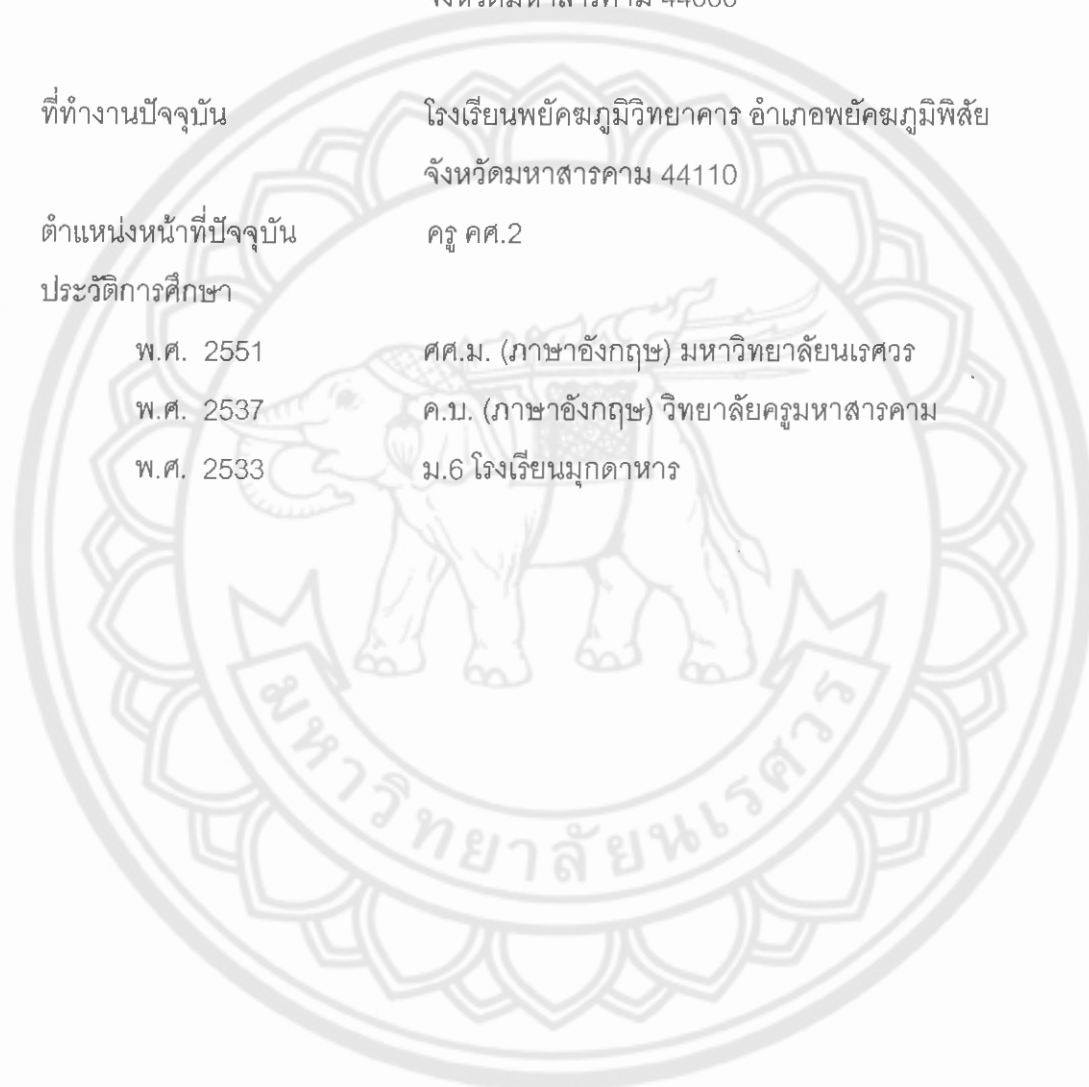 ที่ทำงานปัจจุบัน โรงเรียนพยัคฆภูมิวิทยาคาร อำเภอพยัคฆภูมิพิสัย
จังหวัดมหาสารคาม 44110
ตำแหน่งหน้าที่ปัจจุบัน ครู คศ.2
ประวัติการศึกษา
พ.ศ. 2551 ศศ.ม. (ภาษาอังกฤษ) มหาวิทยาลัยนเรศวร
พ.ศ. 2537 ค.บ. (ภาษาอังกฤษ) วิทยาลัยครูมหาสารคาม
พ.ศ. 2533 ม.6 โรงเรียนมุกดาหาร
มหาวิทยาลัยนเรศวร